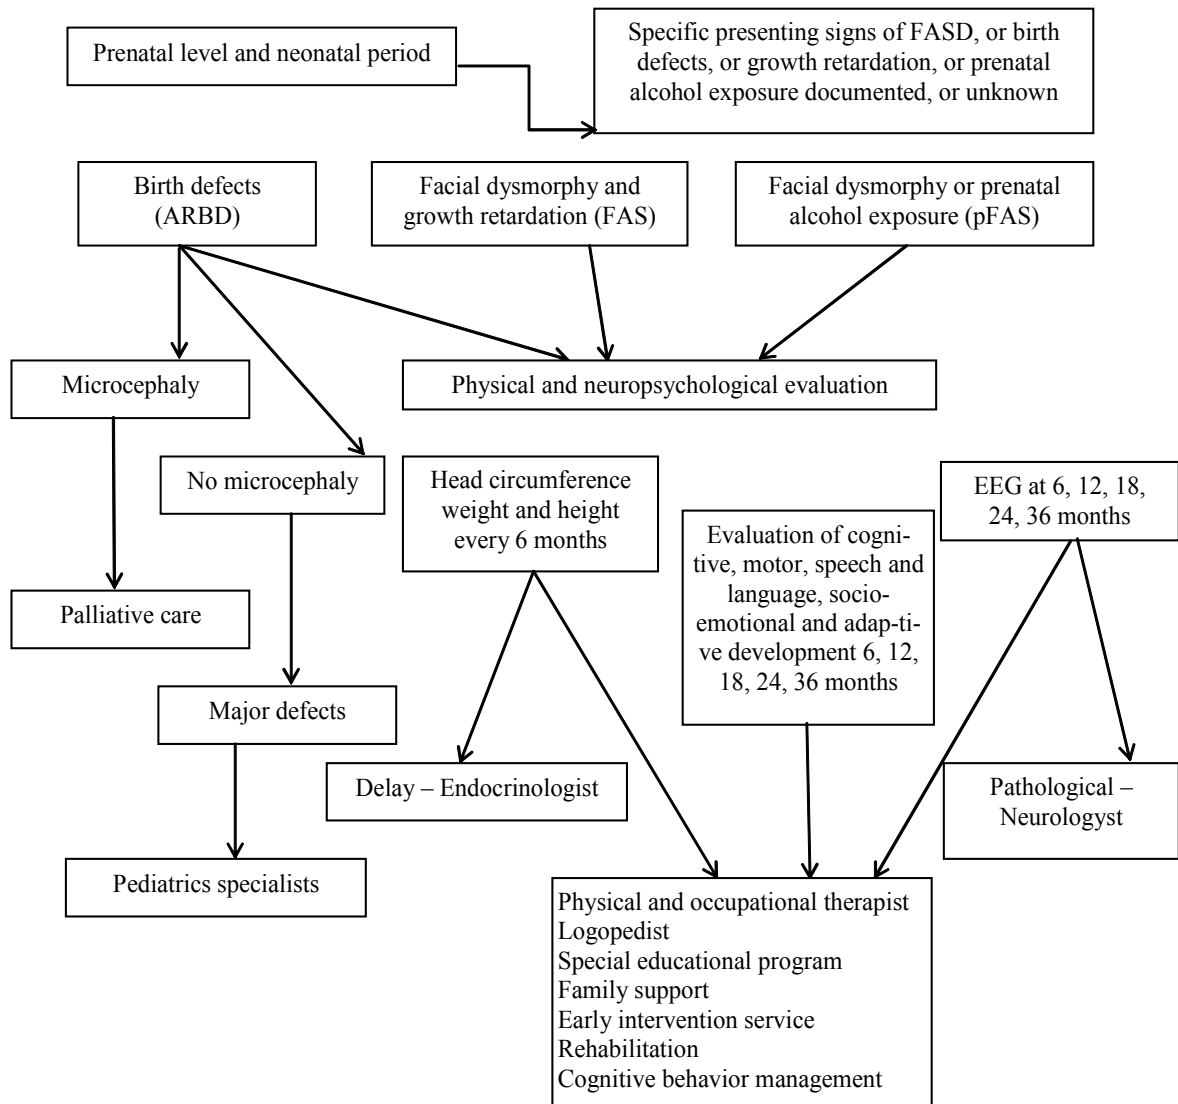 Prenatal level and neonatal period
Specific presenting signs of FASD, or birth
defects, or growth retardation, or prenatal
alcohol exposure documented, or unknown
Birth defects
(ARBD)
Facial dysmorphy and
growth retardation (FAS)
Facial dysmorphy or prenatal
alcohol exposure (pFAS)
Microcephaly
Physical and neuropsychological evaluation
No microcephaly
Head circumference
weight and height
every 6 months
EEG at 6, 12, 18,
24, 36 months
Evaluation of cogni-
tive, motor, speech and
language, socio-
emotional and adap-ti-
ve development 6, 12,
18, 24, 36 months
Palliative care
Major defects
Delay – Endocrinologist
Pathological –
Neurologyst
Pediatrics specialists
Physical and occupational therapist
Logopedist
Special educational program
Family support
Early intervention service
Rehabilitation
Cognitive behavior management